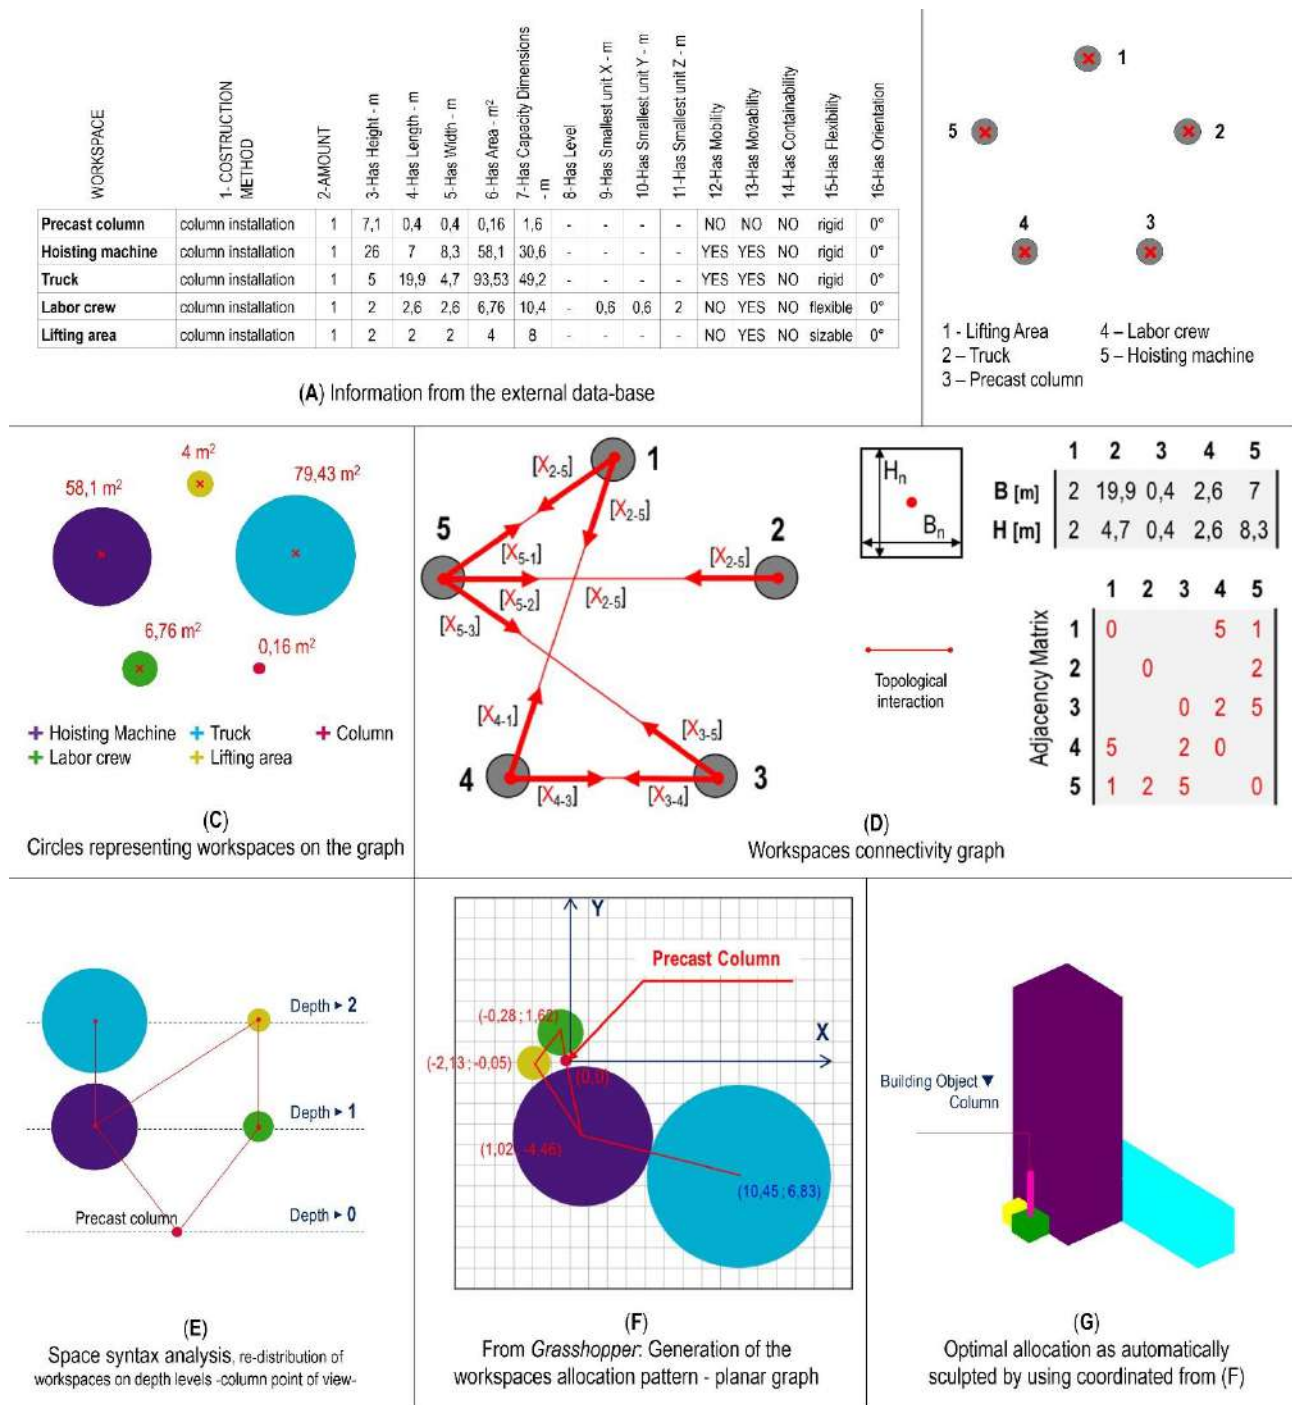 WORKSPACE
1- COSTRUCTION METHOD
2-AMOUNT
3-Has Height - m
4-Has Length - m
5-Has Width - m
6-Has Area - m²
7-Has Capacity Dimensions - m
8-Has Level
9-Has Smallest unit X - m
10-Has Smallest unit Y - m
11-Has Smallest unit Z - m
12-Has Mobility
13-Has Movability
14-Has Containability
15-Has Flexibility
16-Has Orientation
Precast column column installation 1 7,1 0,4 0,4 0,16 1,6 - - - - NO NO NO rigid 0°
Hoisting machine column installation 1 26 7 8,3 58,1 30,6 - - - - YES YES NO rigid 0°
Truck column installation 1 5 19,9 4,7 93,53 49,2 - - - - YES YES NO rigid 0°
Labor crew column installation 1 2 2,6 2,6 6,76 10,4 - 0,6 0,6 2 NO YES NO flexible 0°
Lifting area column installation 1 2 2 2 4 8 - - - - NO YES NO sizable 0°
(A) Information from the external data-base
1
5
2
4
3
1 - Lifting Area
2 – Truck
3 – Precast column
4 – Labor crew
5 – Hoisting machine
4 m²
58,1 m²
79,43 m²
6,76 m²
0,16 m²
Hoisting Machine
Truck
Column
Labor crew
Lifting area
(C)
Circles representing workspaces on the graph
1
[X2-5]
[X2-5]
5
[X5-1]
2
[X2-5]
[X5-2]
[X2-5]
[X5-3]
[X4-1]
[X3-5]
4
[X4-3]
[X3-4]
3
Hn
Bn
1 2 3 4 5
B [m] 2 19,9 0,4 2,6 7
H [m] 2 4,7 0,4 2,6 8,3
Topological
interaction
Adjacency Matrix
1 2 3 4 5
1 0 5 1
2 0 2
3 0 2 5
4 5 2 0
5 1 2 5 0
(D)
Workspaces connectivity graph
Depth ▸ 2
Depth ▸ 1
Precast column
Depth ▸ 0
(E)
Space syntax analysis, re-distribution of
workspaces on depth levels -column point of view-
Y
Precast Column
(-0,28 ; 1,62)
X
(-2,13 ; -0,05)
(0,0)
(1,02 ; -4,46)
(10,45 ; 6,83)
(F)
From Grasshopper: Generation of the
workspaces allocation pattern - planar graph
Building Object ▼
Column
(G)
Optimal allocation as automatically
sculpted by using coordinated from (F)